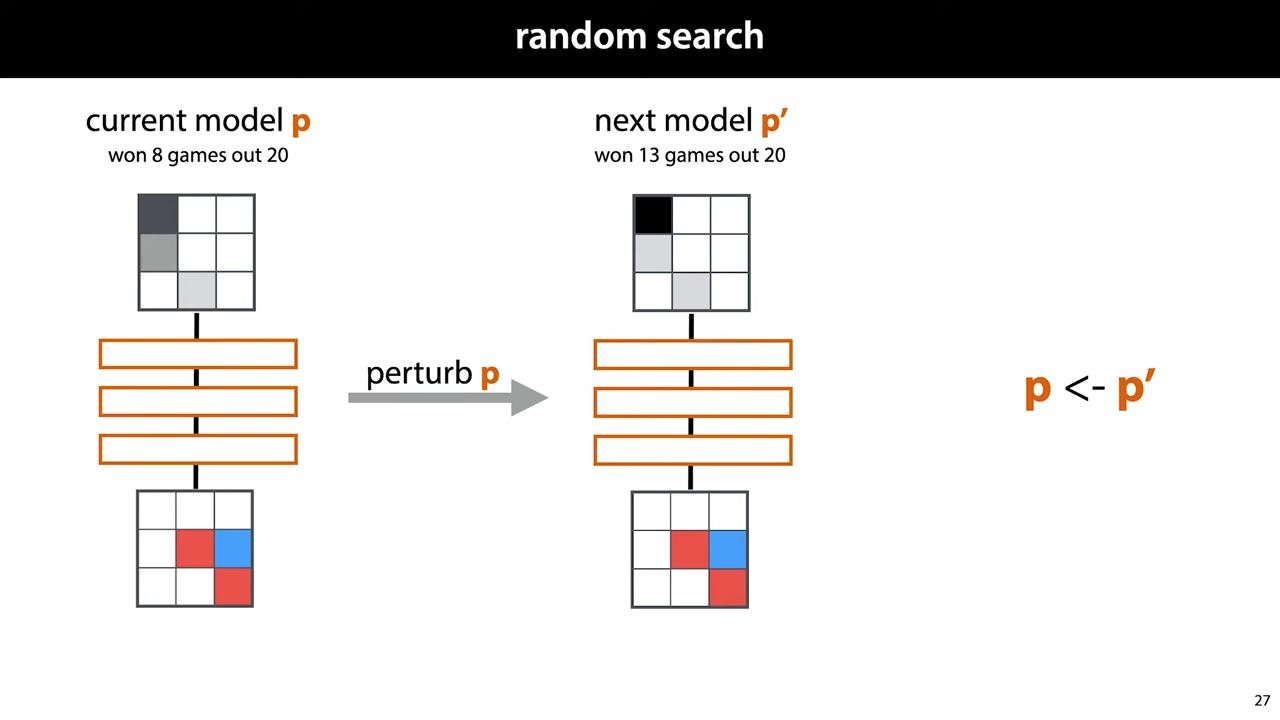 random search
current model p
won 8 games out 20
next model p’
won 13 games out 20
perturb p
p <- p’
27